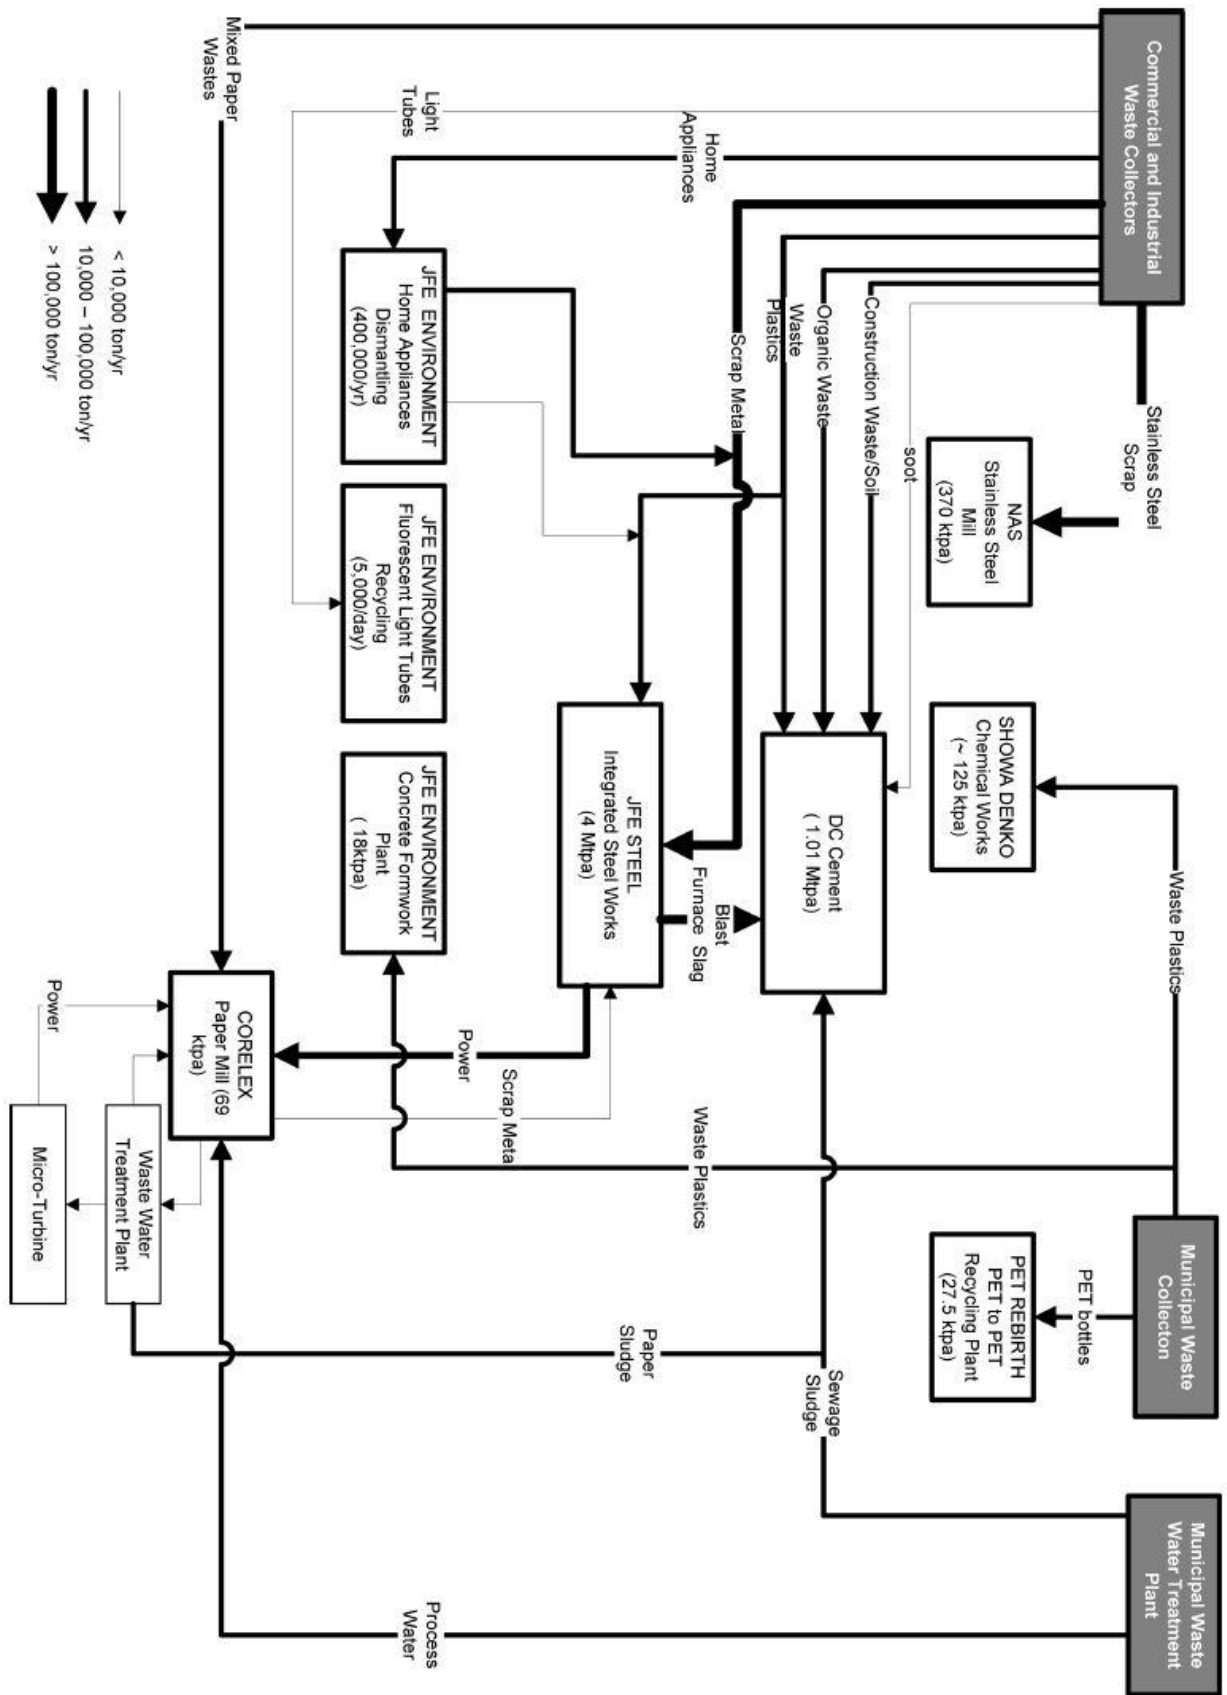 Commercial and Industrial
Waste Collectors
Municipal Waste
Collecton
Municipal Waste
Water Treatment
Plant
Stainless Steel
Scrap
Waste Plastics
PET bottles
NAS
Stainless Steel
Mill
(370 ktpa)
SHOWA DENKO
Chemical Works
(~ 125 ktpa)
PET REBIRTH
PET to PET
Recycling Plant
(27.5 ktpa)
soot
Construction Waste/Soil
Organic Waste
Waste
Plastics
Scrap Metal
DC Cement
( 1.01 Mtpa)
Sewage
Sludge
Blast
Furnace Slag
Home
Appliances
JFE STEEL
Integrated Steel Works
(4 Mtpa)
Waste Plastics
Paper
Sludge
Scrap Meta
Power
Light
Tubes
JFE ENVIRONMENT
Home Appliances
Dismantling
(400,000/yr)
JFE ENVIRONMENT
Fluorescent Light Tubes
Recycling
(5,000/day)
JFE ENVIRONMENT
Concrete Formwork
Plant
( 18ktpa)
Process
Water
Mixed Paper
Wastes
CORELEX
Paper Mill (69
ktpa)
Waste Water
Treatment Plant
Power
Micro-Turbine
< 10,000 ton/yr
10,000 – 100,000 ton/yr
> 100,000 ton/yr